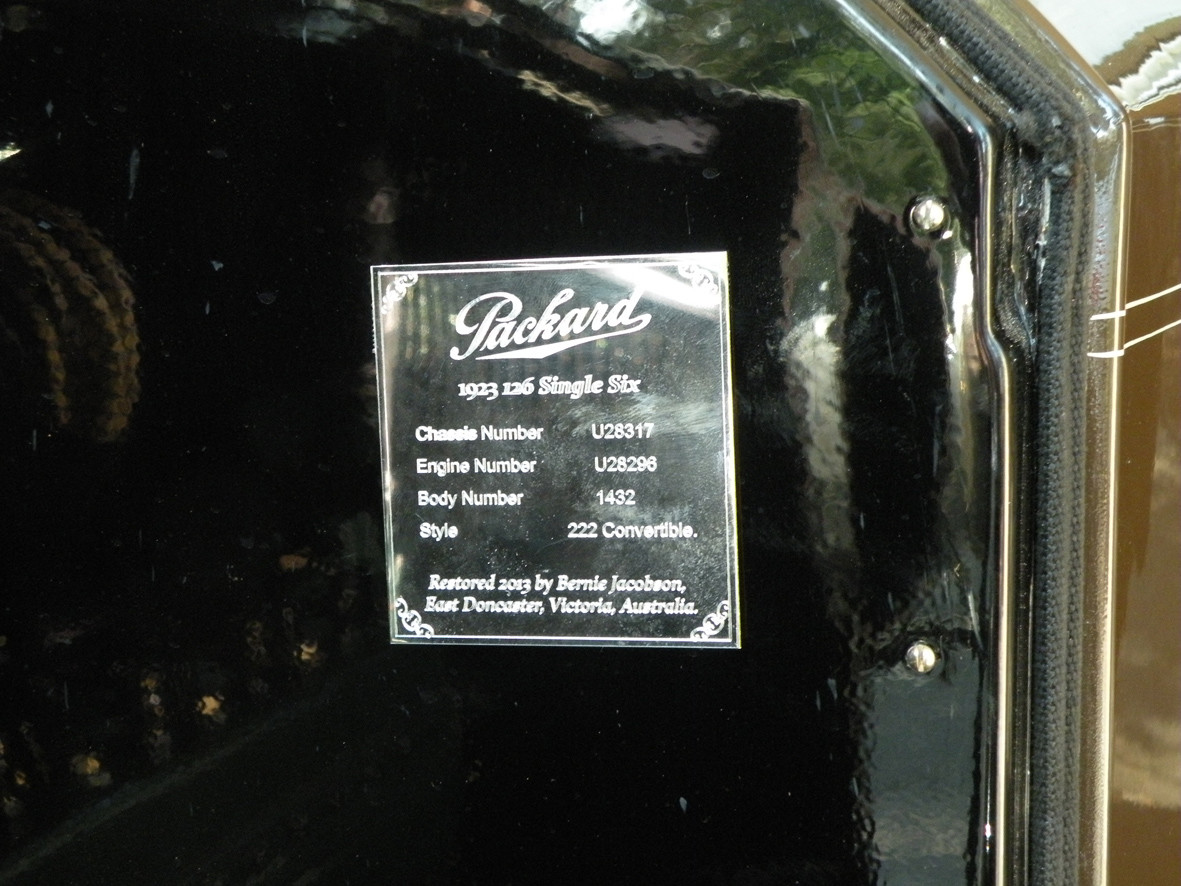 Packard
1923 126 Single Six
Chassis Number U28317
Engine Number U28296
Body Number 1432
Style 222 Convertible.
Restored 2013 by Bernie Jacobson,
East Doncaster, Victoria, Australia.